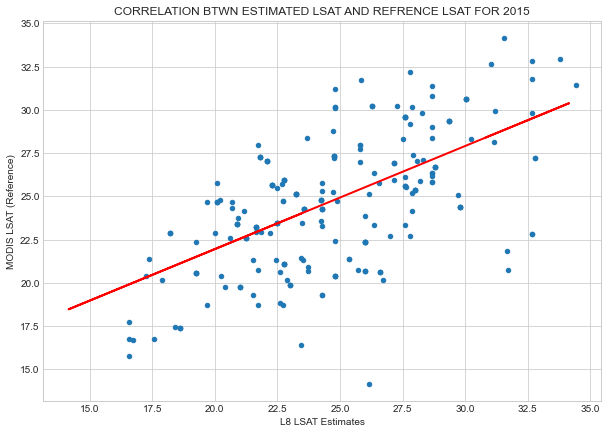 CORRELATION BTWN ESTIMATED LSAT AND REFRENCE LSAT FOR 2015
35.0
32.5
30.0
27.5
25.0
22.5
20.0
17.5
15.0
MODIS LSAT (Reference)
15.0 17.5 20.0 22.5 25.0 27.5 30.0 32.5 35.0
L8 LSAT Estimates